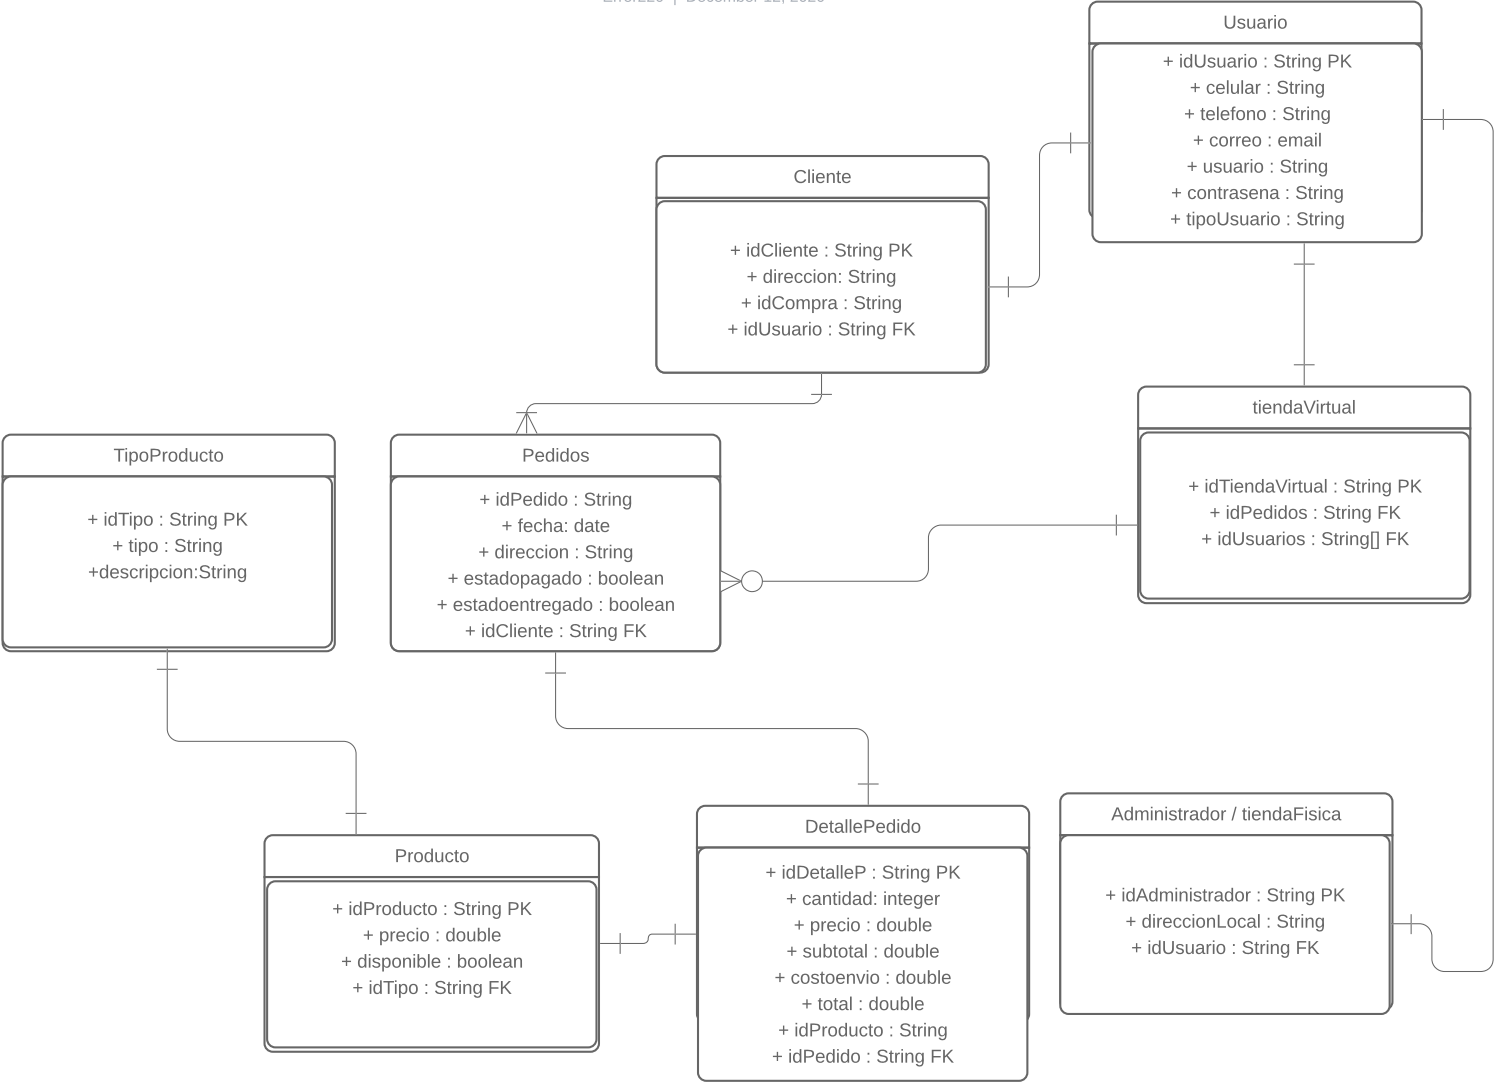 Usuario
+ idUsuario : String PK
+ celular : String
+ telefono : String
+ correo : email
+ usuario : String
+ contrasena : String
+ tipoUsuario : String
Cliente
+ idCliente : String PK
+ direccion: String
+ idCompra : String
+ idUsuario : String FK
tiendaVirtual
+ idTiendaVirtual : String PK
+ idPedidos : String FK
+ idUsuarios : String[] FK
TipoProducto
+ idTipo : String PK
+ tipo : String
+descripcion:String
Pedidos
+ idPedido : String
+ fecha: date
+ direccion : String
+ estadopagado : boolean
+ estadoentregado : boolean
+ idCliente : String FK
Producto
+ idProducto : String PK
+ precio : double
+ disponible : boolean
+ idTipo : String FK
DetallePedido
+ idDetalleP : String PK
+ cantidad: integer
+ precio : double
+ subtotal : double
+ costoenvio : double
+ total : double
+ idProducto : String
+ idPedido : String FK
Administrador / tiendaFisica
+ idAdministrador : String PK
+ direccionLocal : String
+ idUsuario : String FK